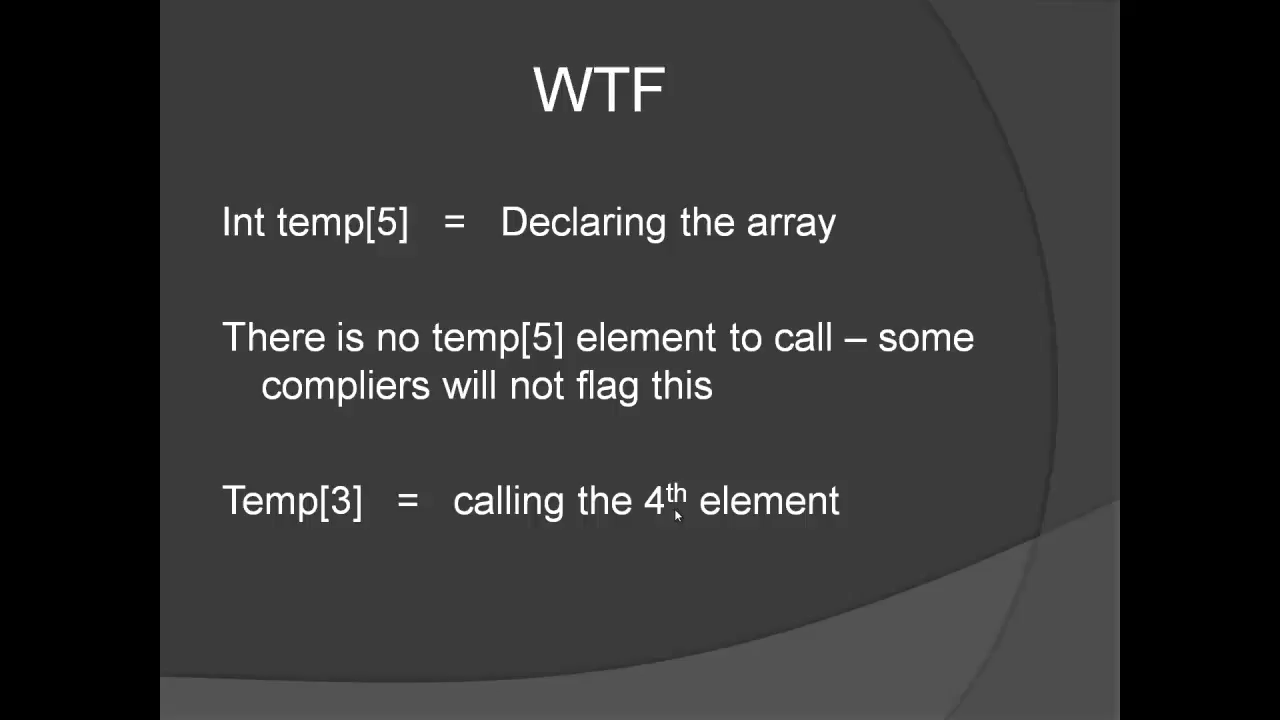 WTF
Int temp[5] = Declaring the array
There is no temp[5] element to call – some
compliers will not flag this
Temp[3] = calling the 4th element